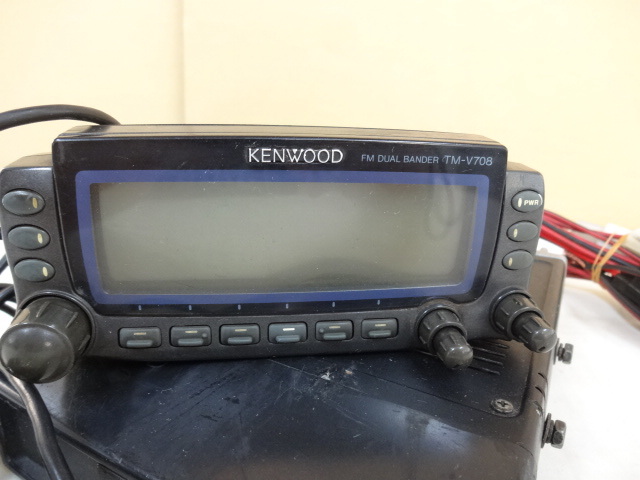 KENWOOD FM DUAL BANDER TM-V708
PWR